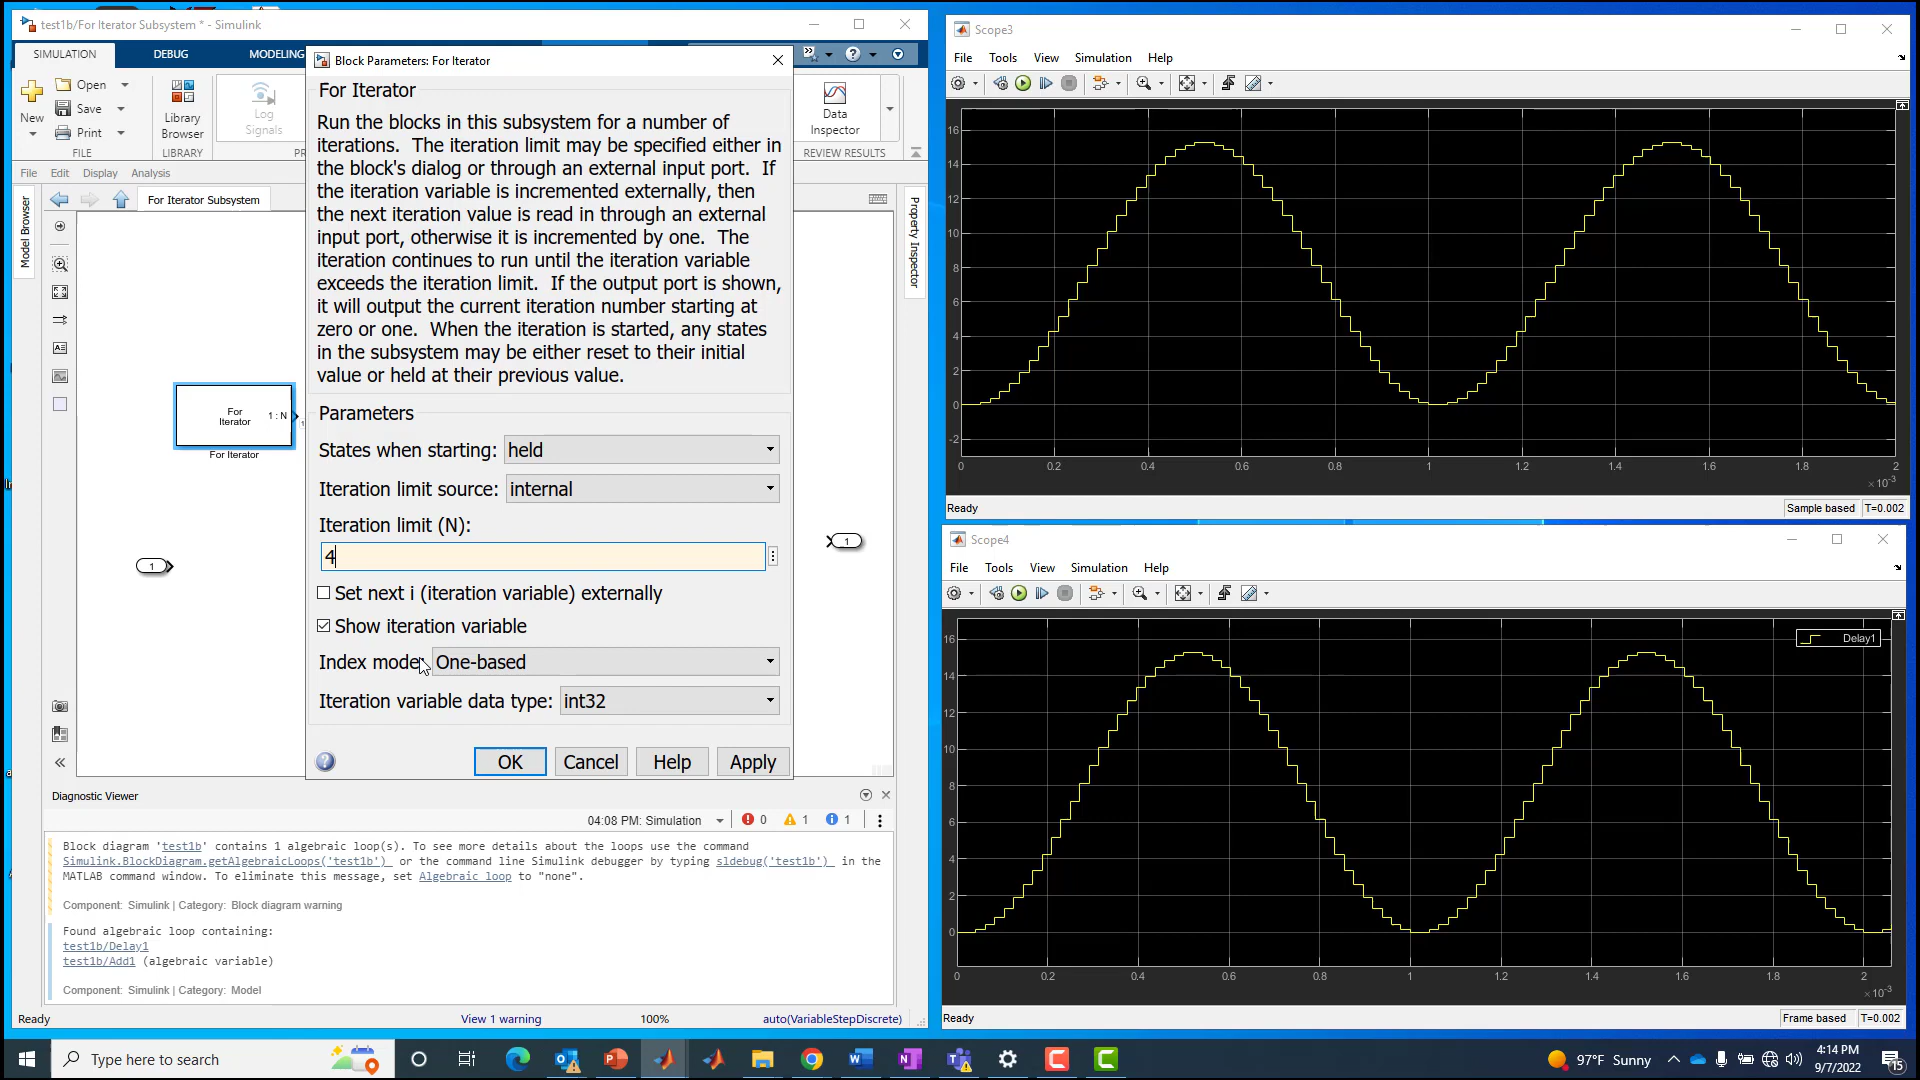 test1b/For Iterator Subsystem * - Simulink
SIMULATION
DEBUG
MODELING
New
Open
Save
Print
FILE
Library
Browser
LIBRARY
Log
Signals
Data
Inspector
REVIEW RESULTS
File
Edit
Display
Analysis
For Iterator Subsystem
Model Browser
Property Inspector
For
Iterator
1 : N
For Iterator
1
1
Block Parameters: For Iterator
For Iterator
Run the blocks in this subsystem for a number of
iterations.  The iteration limit may be specified either in
the block's dialog or through an external input port.  If
the iteration variable is incremented externally, then
the next iteration value is read in through an external
input port, otherwise it is incremented by one.  The
iteration continues to run until the iteration variable
exceeds the iteration limit.  If the output port is shown,
it will output the current iteration number starting at
zero or one.  When the iteration is started, any states
in the subsystem may be either reset to their initial
value or held at their previous value.
Parameters
States when starting: held
Iteration limit source: internal
Iteration limit (N):
4
Set next i (iteration variable) externally
Show iteration variable
Index mode: One-based
Iteration variable data type: int32
OK
Cancel
Help
Apply
Diagnostic Viewer
04:08 PM: Simulation
0
1
1
Block diagram 'test1b' contains 1 algebraic loop(s). To see more details about the loops use the command
Simulink.BlockDiagram.getAlgebraicLoops('test1b') or the command line Simulink debugger by typing sldebug('test1b') in the
MATLAB command window. To eliminate this message, set Algebraic loop to "none".
Component: Simulink | Category: Block diagram warning
Found algebraic loop containing:
test1b/Delay1
test1b/Add1 (algebraic variable)
Component: Simulink | Category: Model
Ready
View 1 warning
100%
auto(VariableStepDiscrete)
Scope3
File
Tools
View
Simulation
Help
16
14
12
10
8
6
4
2
0
-2
0
0.2
0.4
0.6
0.8
1
1.2
1.4
1.6
1.8
2
×10⁻³
Ready
Sample based
T=0.002
Scope4
File
Tools
View
Simulation
Help
Delay1
16
14
12
10
8
6
4
2
0
0
0.2
0.4
0.6
0.8
1
1.2
1.4
1.6
1.8
2
×10⁻³
Ready
Frame based
T=0.002
Type here to search
97°F Sunny
4:14 PM
9/7/2022
15